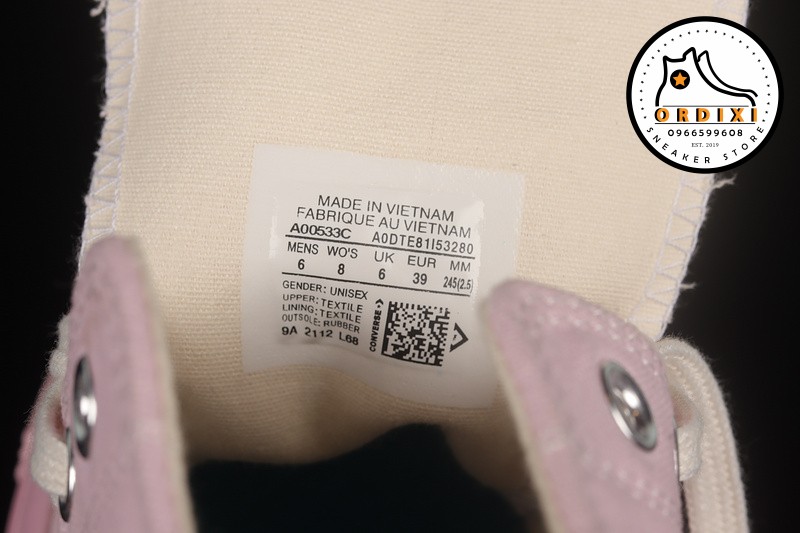 ORDIXI
0966599608
EST. 2019
SNEAKER STORE
MADE IN VIETNAM
FABRIQUE AU VIETNAM
A00533C A0DTE81I53280
MENS WO'S UK EUR MM
6 8 6 39 245(2.5)
GENDER: UNISEX
UPPER: TEXTILE
LINING: TEXTILE
OUTSOLE: RUBBER
9A 2112 L68
CONVERSE